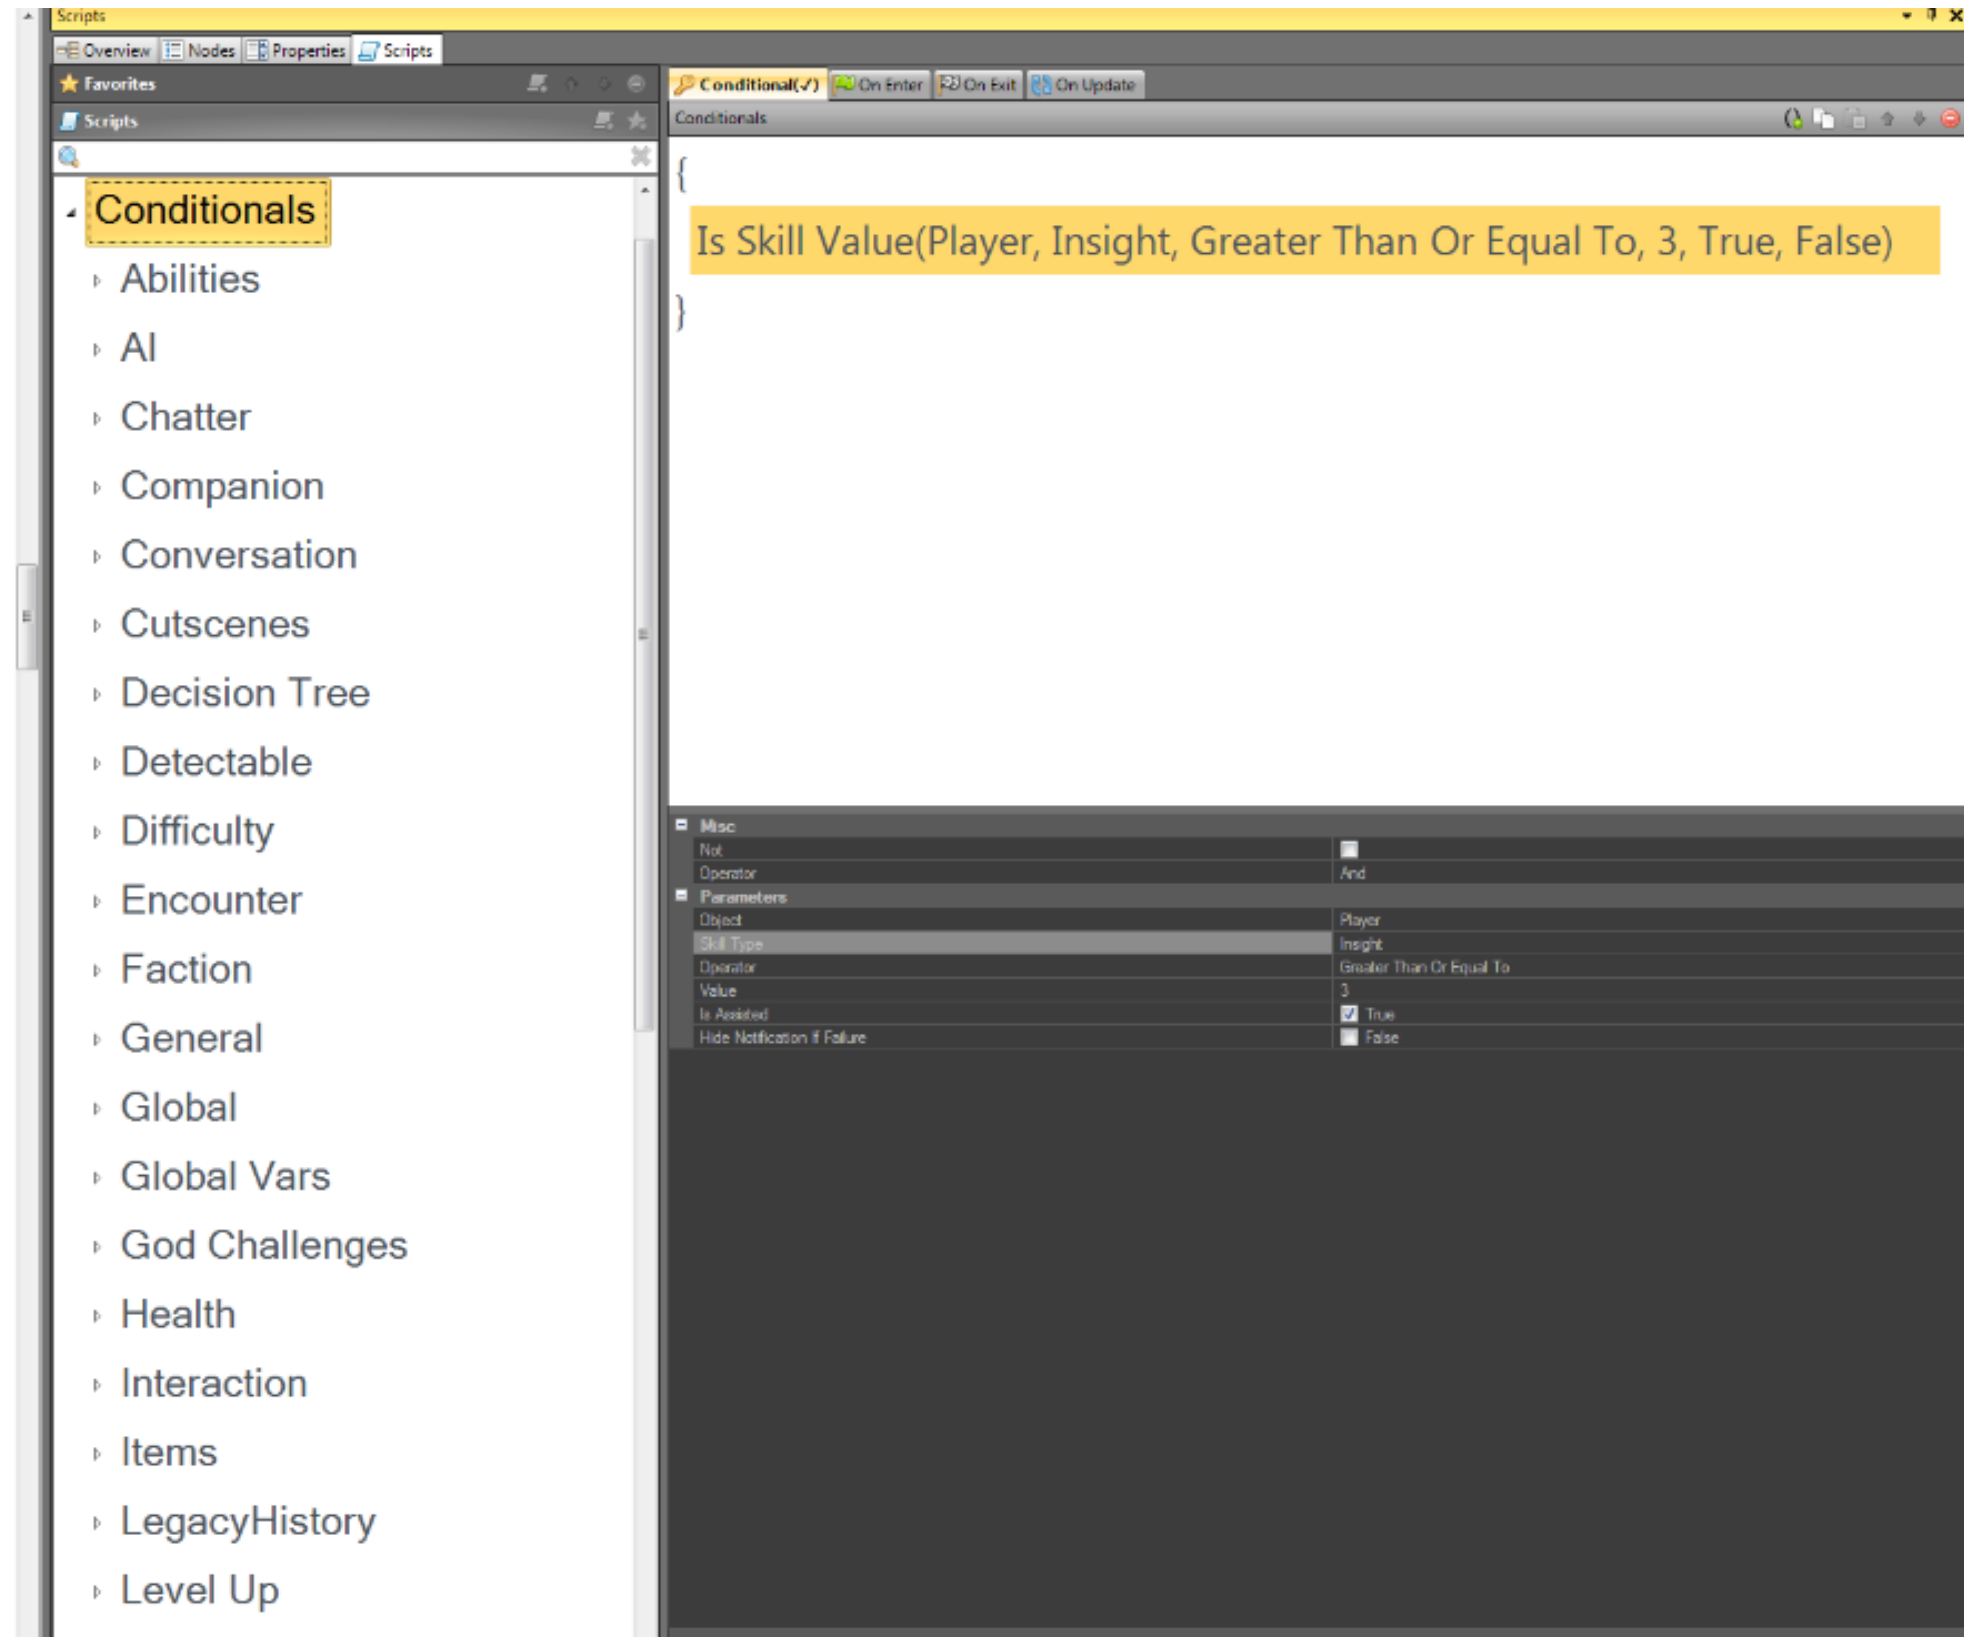 Scripts
Overview Nodes Properties Scripts
Favorites
Scripts
Conditionals
Abilities
AI
Chatter
Companion
Conversation
Cutscenes
Decision Tree
Detectable
Difficulty
Encounter
Faction
General
Global
Global Vars
God Challenges
Health
Interaction
Items
LegacyHistory
Level Up
Conditional(✓) On Enter On Exit On Update
Conditionals
{
Is Skill Value(Player, Insight, Greater Than Or Equal To, 3, True, False)
}
Misc
Not
Operator And
Parameters
Object Player
Skill Type Insight
Operator Greater Than Or Equal To
Value 3
Is Assisted True
Hide Notification If Failure False